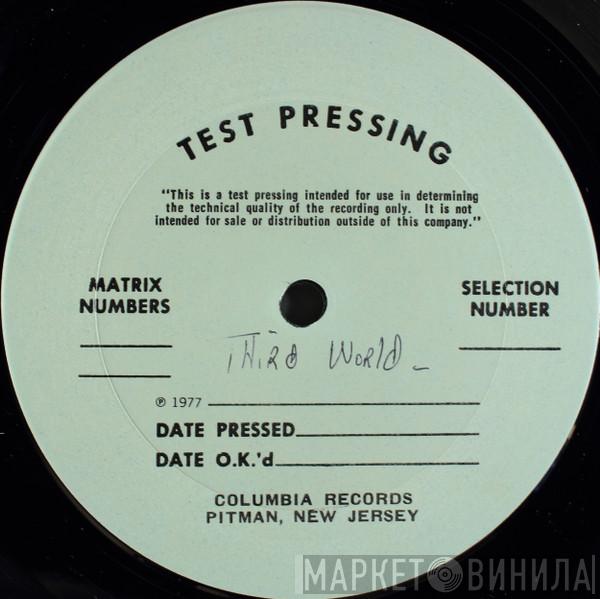 TEST PRESSING
"This is a test pressing intended for use in determining
the technical quality of the recording only. It is not
intended for sale or distribution outside of this company."
MATRIX
NUMBERS
SELECTION
NUMBER
THIRD WORLD
℗ 1977
DATE PRESSED
DATE O.K.'d
COLUMBIA RECORDS
PITMAN, NEW JERSEY
МАРКЕТ ВИНИЛА